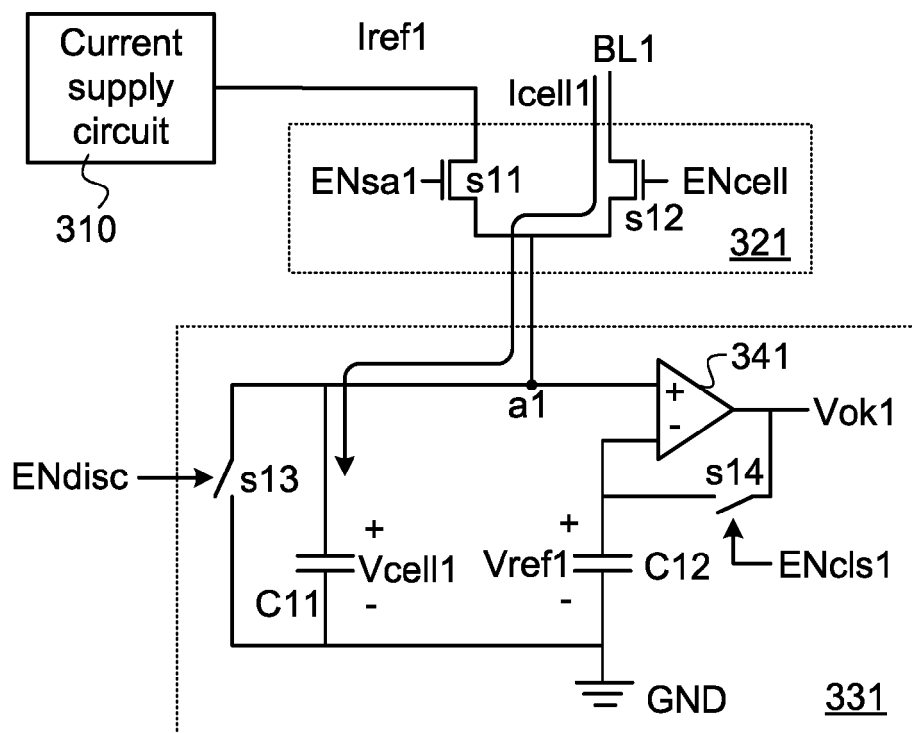 Current
supply
circuit
310
Iref1
BL1
Icell1
ENsa1
s11
s12
ENcell
321
341
+
-
a1
Vok1
ENdisc
s13
s14
+
Vcell1
-
C11
+
Vref1
-
C12
ENcls1
GND
331